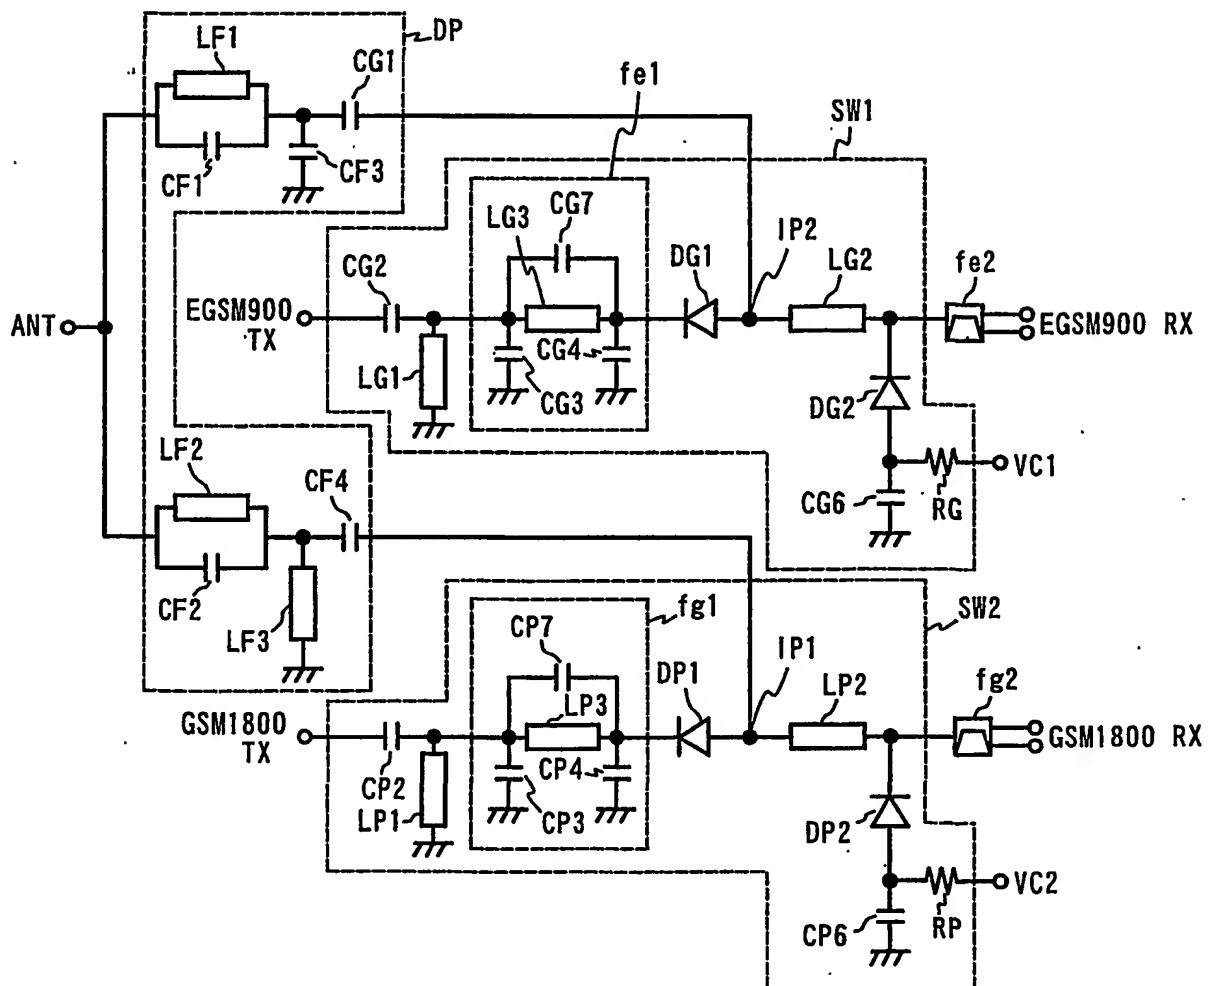 LF1
DP
CG1
fe1
SW1
CF1
CF3
LG3
CG7
IP2
CG2
DG1
LG2
fe2
EGSM900
TX
EGSM900 RX
ANT
LG1
CG4
CG3
DG2
LF2
CF4
VC1
CG6
RG
CF2
LF3
fg1
SW2
CP7
IP1
DP1
LP2
fg2
LP3
GSM1800
TX
GSM1800 RX
CP2
CP4
LP1
CP3
DP2
VC2
CP6
RP